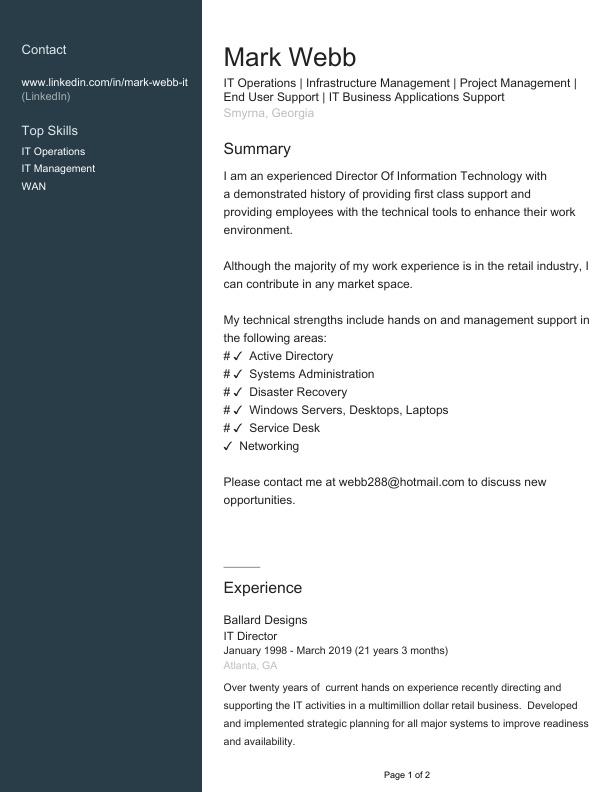 Contact
www.linkedin.com/in/mark-webb-it
(LinkedIn)
Top Skills
IT Operations
IT Management
WAN
Mark Webb
IT Operations | Infrastructure Management | Project Management |
End User Support | IT Business Applications Support
Smyrna, Georgia
Summary
I am an experienced Director Of Information Technology with
a demonstrated history of providing first class support and
providing employees with the technical tools to enhance their work
environment.
Although the majority of my work experience is in the retail industry, I
can contribute in any market space.
My technical strengths include hands on and management support in
the following areas:
# ✓ Active Directory
# ✓ Systems Administration
# ✓ Disaster Recovery
# ✓ Windows Servers, Desktops, Laptops
# ✓ Service Desk
✓ Networking
Please contact me at webb288@hotmail.com to discuss new
opportunities.
Experience
Ballard Designs
IT Director
January 1998 - March 2019 (21 years 3 months)
Atlanta, GA
Over twenty years of  current hands on experience recently directing and
supporting the IT activities in a multimillion dollar retail business.  Developed
and implemented strategic planning for all major systems to improve readiness
and availability.
Page 1 of 2